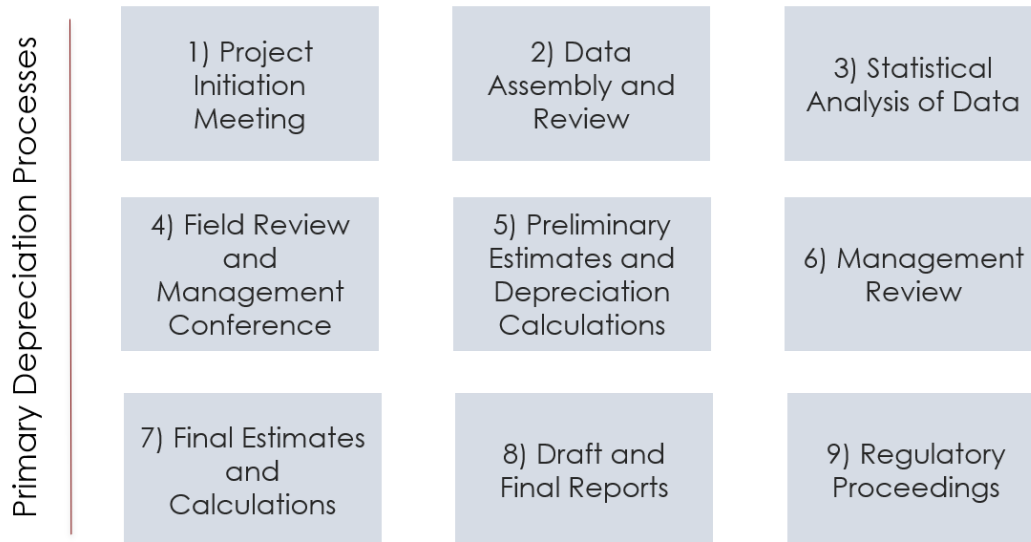 Primary Depreciation Processes
1) Project
Initiation
Meeting
2) Data
Assembly and
Review
3) Statistical
Analysis of Data
4) Field Review
and
Management
Conference
5) Preliminary
Estimates and
Depreciation
Calculations
6) Management
Review
7) Final Estimates
and
Calculations
8) Draft and
Final Reports
9) Regulatory
Proceedings